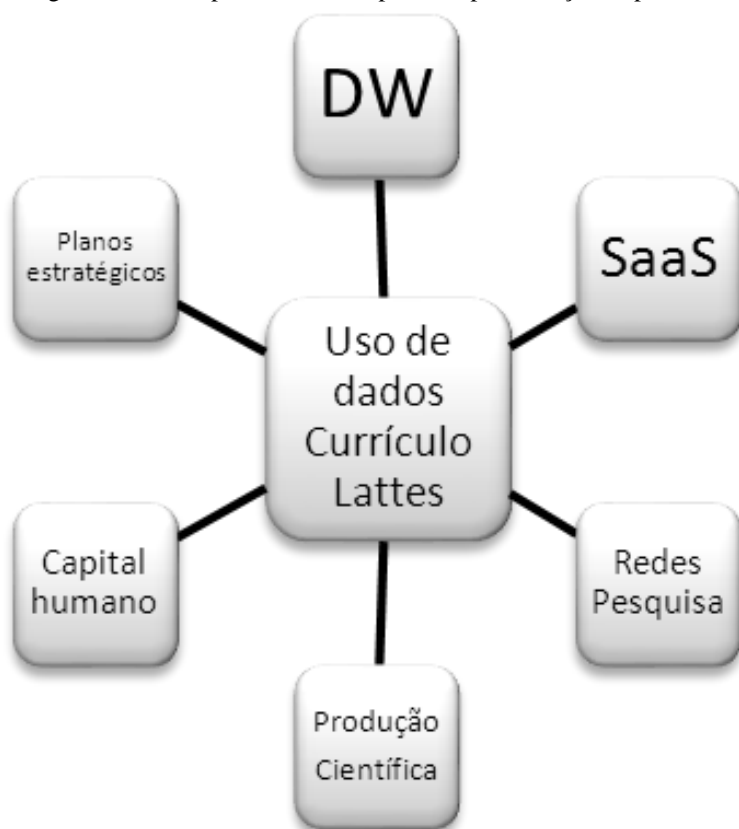 DW
SaaS
Planos
estratégicos
Uso de
dados
Currículo
Lattes
Capital
humano
Redes
Pesquisa
Produção
Científica